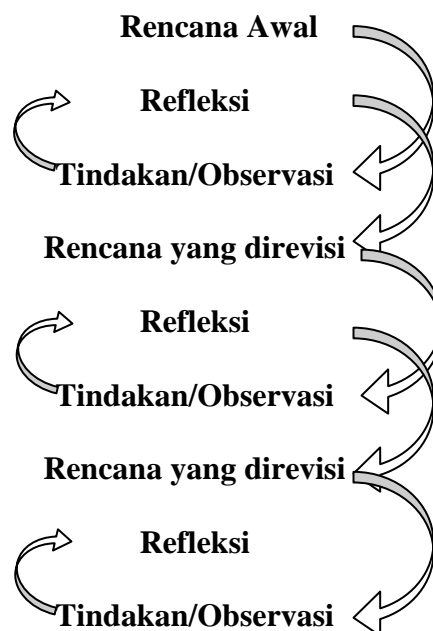 Rencana Awal
Refleksi
Tindakan/Observasi
Rencana yang direvisi
Refleksi
Tindakan/Observasi
Rencana yang direvisi
Refleksi
Tindakan/Observasi